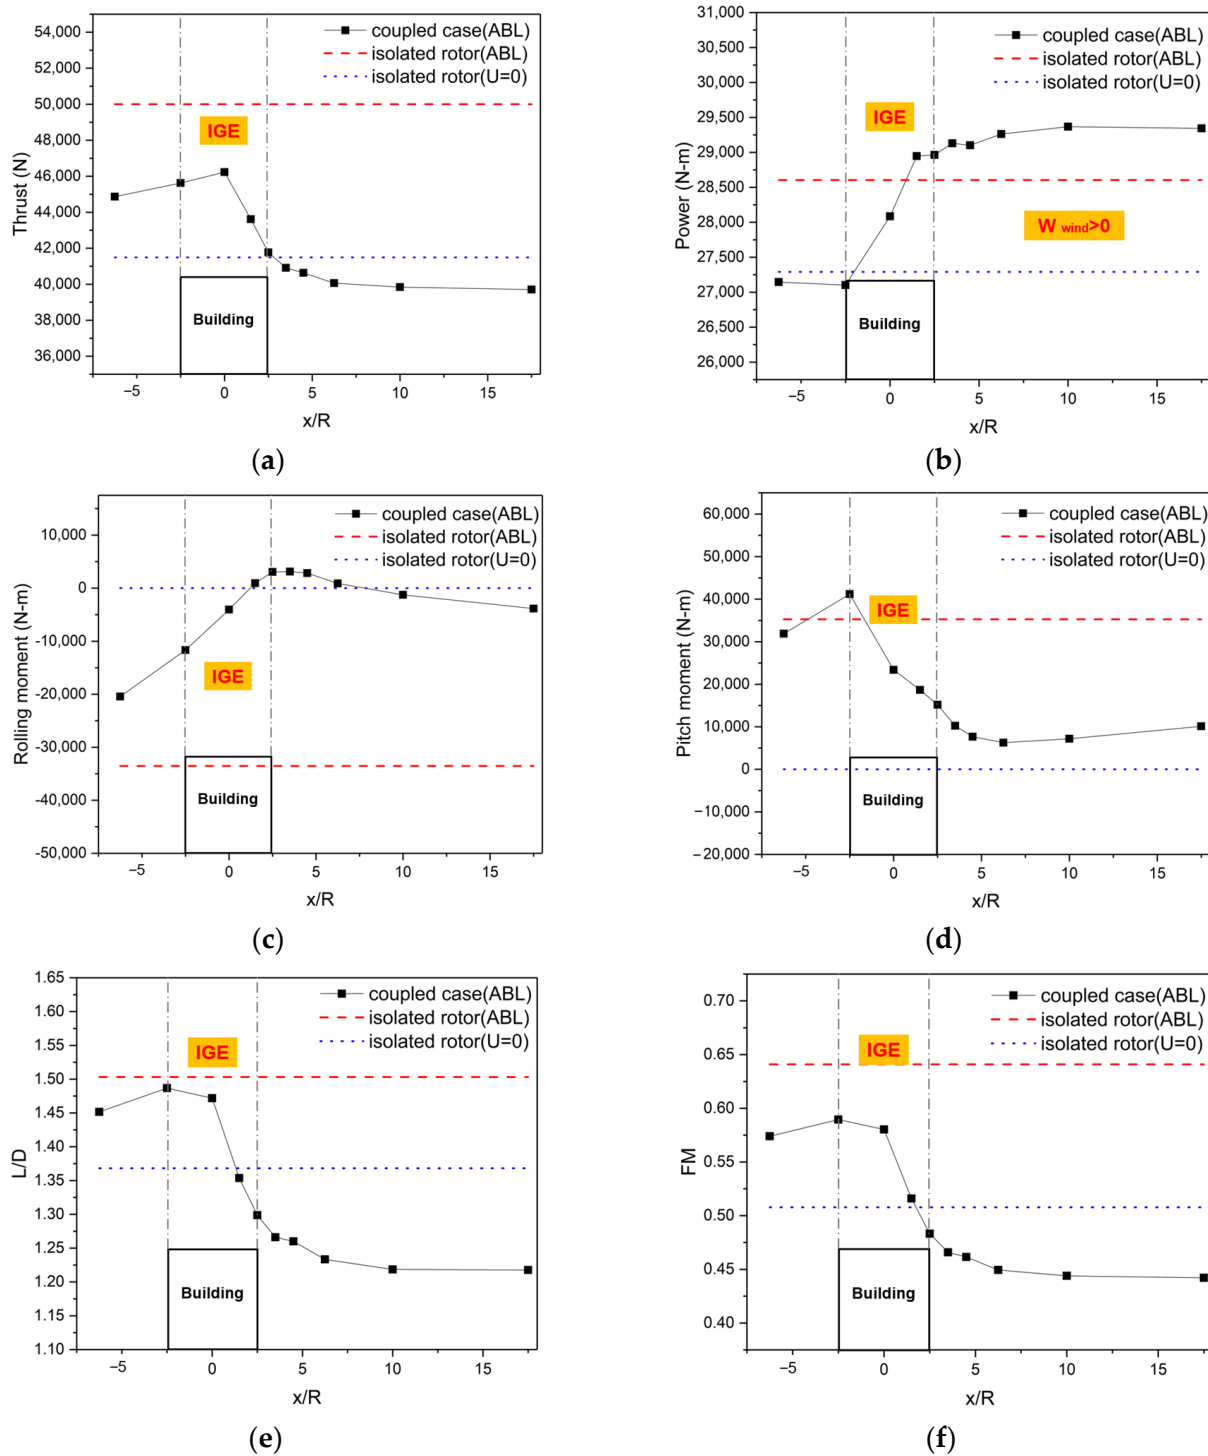 54,000
52,000
50,000
48,000
46,000
44,000
42,000
40,000
38,000
36,000
Thrust (N)
coupled case(ABL)
isolated rotor(ABL)
isolated rotor(U=0)
IGE
Building
−5
0
5
10
15
x/R
(a)
31,000
30,500
30,000
29,500
29,000
28,500
28,000
27,500
27,000
26,500
26,000
Power (N-m)
coupled case(ABL)
isolated rotor(ABL)
isolated rotor(U=0)
IGE
W wind>0
Building
−5
0
5
10
15
x/R
(b)
10,000
0
-10,000
-20,000
-30,000
-40,000
-50,000
Rolling moment (N-m)
coupled case(ABL)
isolated rotor(ABL)
isolated rotor(U=0)
IGE
Building
−5
0
5
10
15
x/R
(c)
60,000
50,000
40,000
30,000
20,000
10,000
0
−10,000
−20,000
Pitch moment (N-m)
coupled case(ABL)
isolated rotor(ABL)
isolated rotor(U=0)
IGE
Building
−5
0
5
10
15
x/R
(d)
1.65
1.60
1.55
1.50
1.45
1.40
1.35
1.30
1.25
1.20
1.15
1.10
L/D
coupled case(ABL)
isolated rotor(ABL)
isolated rotor(U=0)
IGE
Building
−5
0
5
10
15
x/R
(e)
0.70
0.65
0.60
0.55
0.50
0.45
0.40
FM
coupled case(ABL)
isolated rotor(ABL)
isolated rotor(U=0)
IGE
Building
−5
0
5
10
15
x/R
(f)